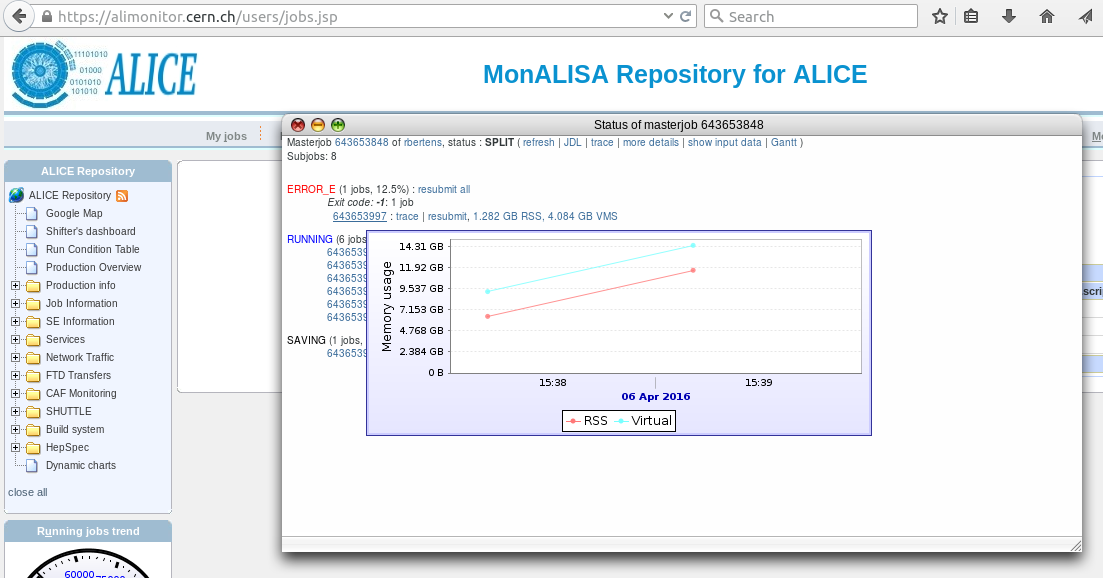 https://alimonitor.cern.ch/users/jobs.jsp
Search
11101010
01000
0101010
101010
ALICE
MonALISA Repository for ALICE
My jobs
Status of masterjob 643653848
Masterjob 643653848 of rbertens, status : SPLIT ( refresh | JDL | trace | more details | show input data | Gantt )
Subjobs: 8
ERROR_E (1 jobs, 12.5%) : resubmit all
Exit code: -1: 1 job
643653997 : trace | resubmit, 1.282 GB RSS, 4.084 GB VMS
RUNNING (6 jobs
643653
643653
643653
643653
643653
643653
SAVING (1 jobs,
643653
Memory usage
14.31 GB
11.92 GB
9.537 GB
7.153 GB
4.768 GB
2.384 GB
0 B
15:38
15:39
06 Apr 2016
RSS
Virtual
ALICE Repository
ALICE Repository
Google Map
Shifter's dashboard
Run Condition Table
Production Overview
Production info
Job Information
SE Information
Services
Network Traffic
FTD Transfers
CAF Monitoring
SHUTTLE
Build system
HepSpec
Dynamic charts
close all
Running jobs trend
60000